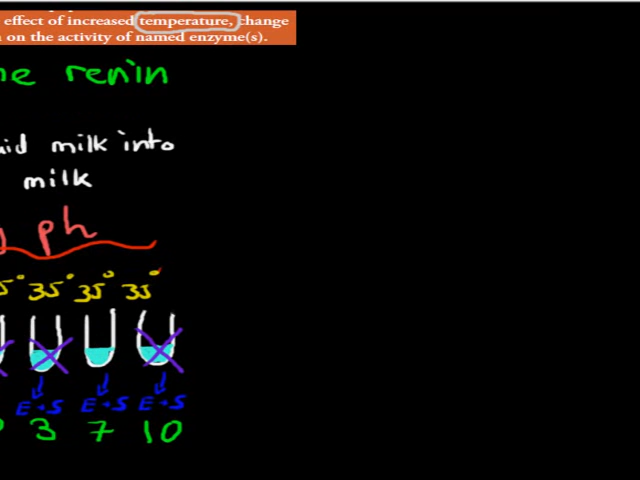 effect of increased temperature, change
on the activity of named enzyme(s).
renin
milk into
milk
ph
35° 35° 35°
E+S E+S E+S
3 7 10